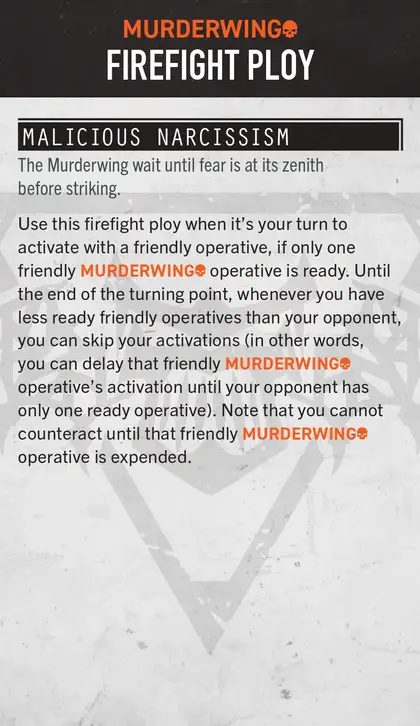 MURDERWING
FIREFIGHT PLOY
MALICIOUS NARCISSISM
The Murderwing wait until fear is at its zenith
before striking.
Use this firefight ploy when it’s your turn to
activate with a friendly operative, if only one
friendly MURDERWING operative is ready. Until
the end of the turning point, whenever you have
less ready friendly operatives than your opponent,
you can skip your activations (in other words,
you can delay that friendly MURDERWING
operative’s activation until your opponent has
only one ready operative). Note that you cannot
counteract until that friendly MURDERWING
operative is expended.